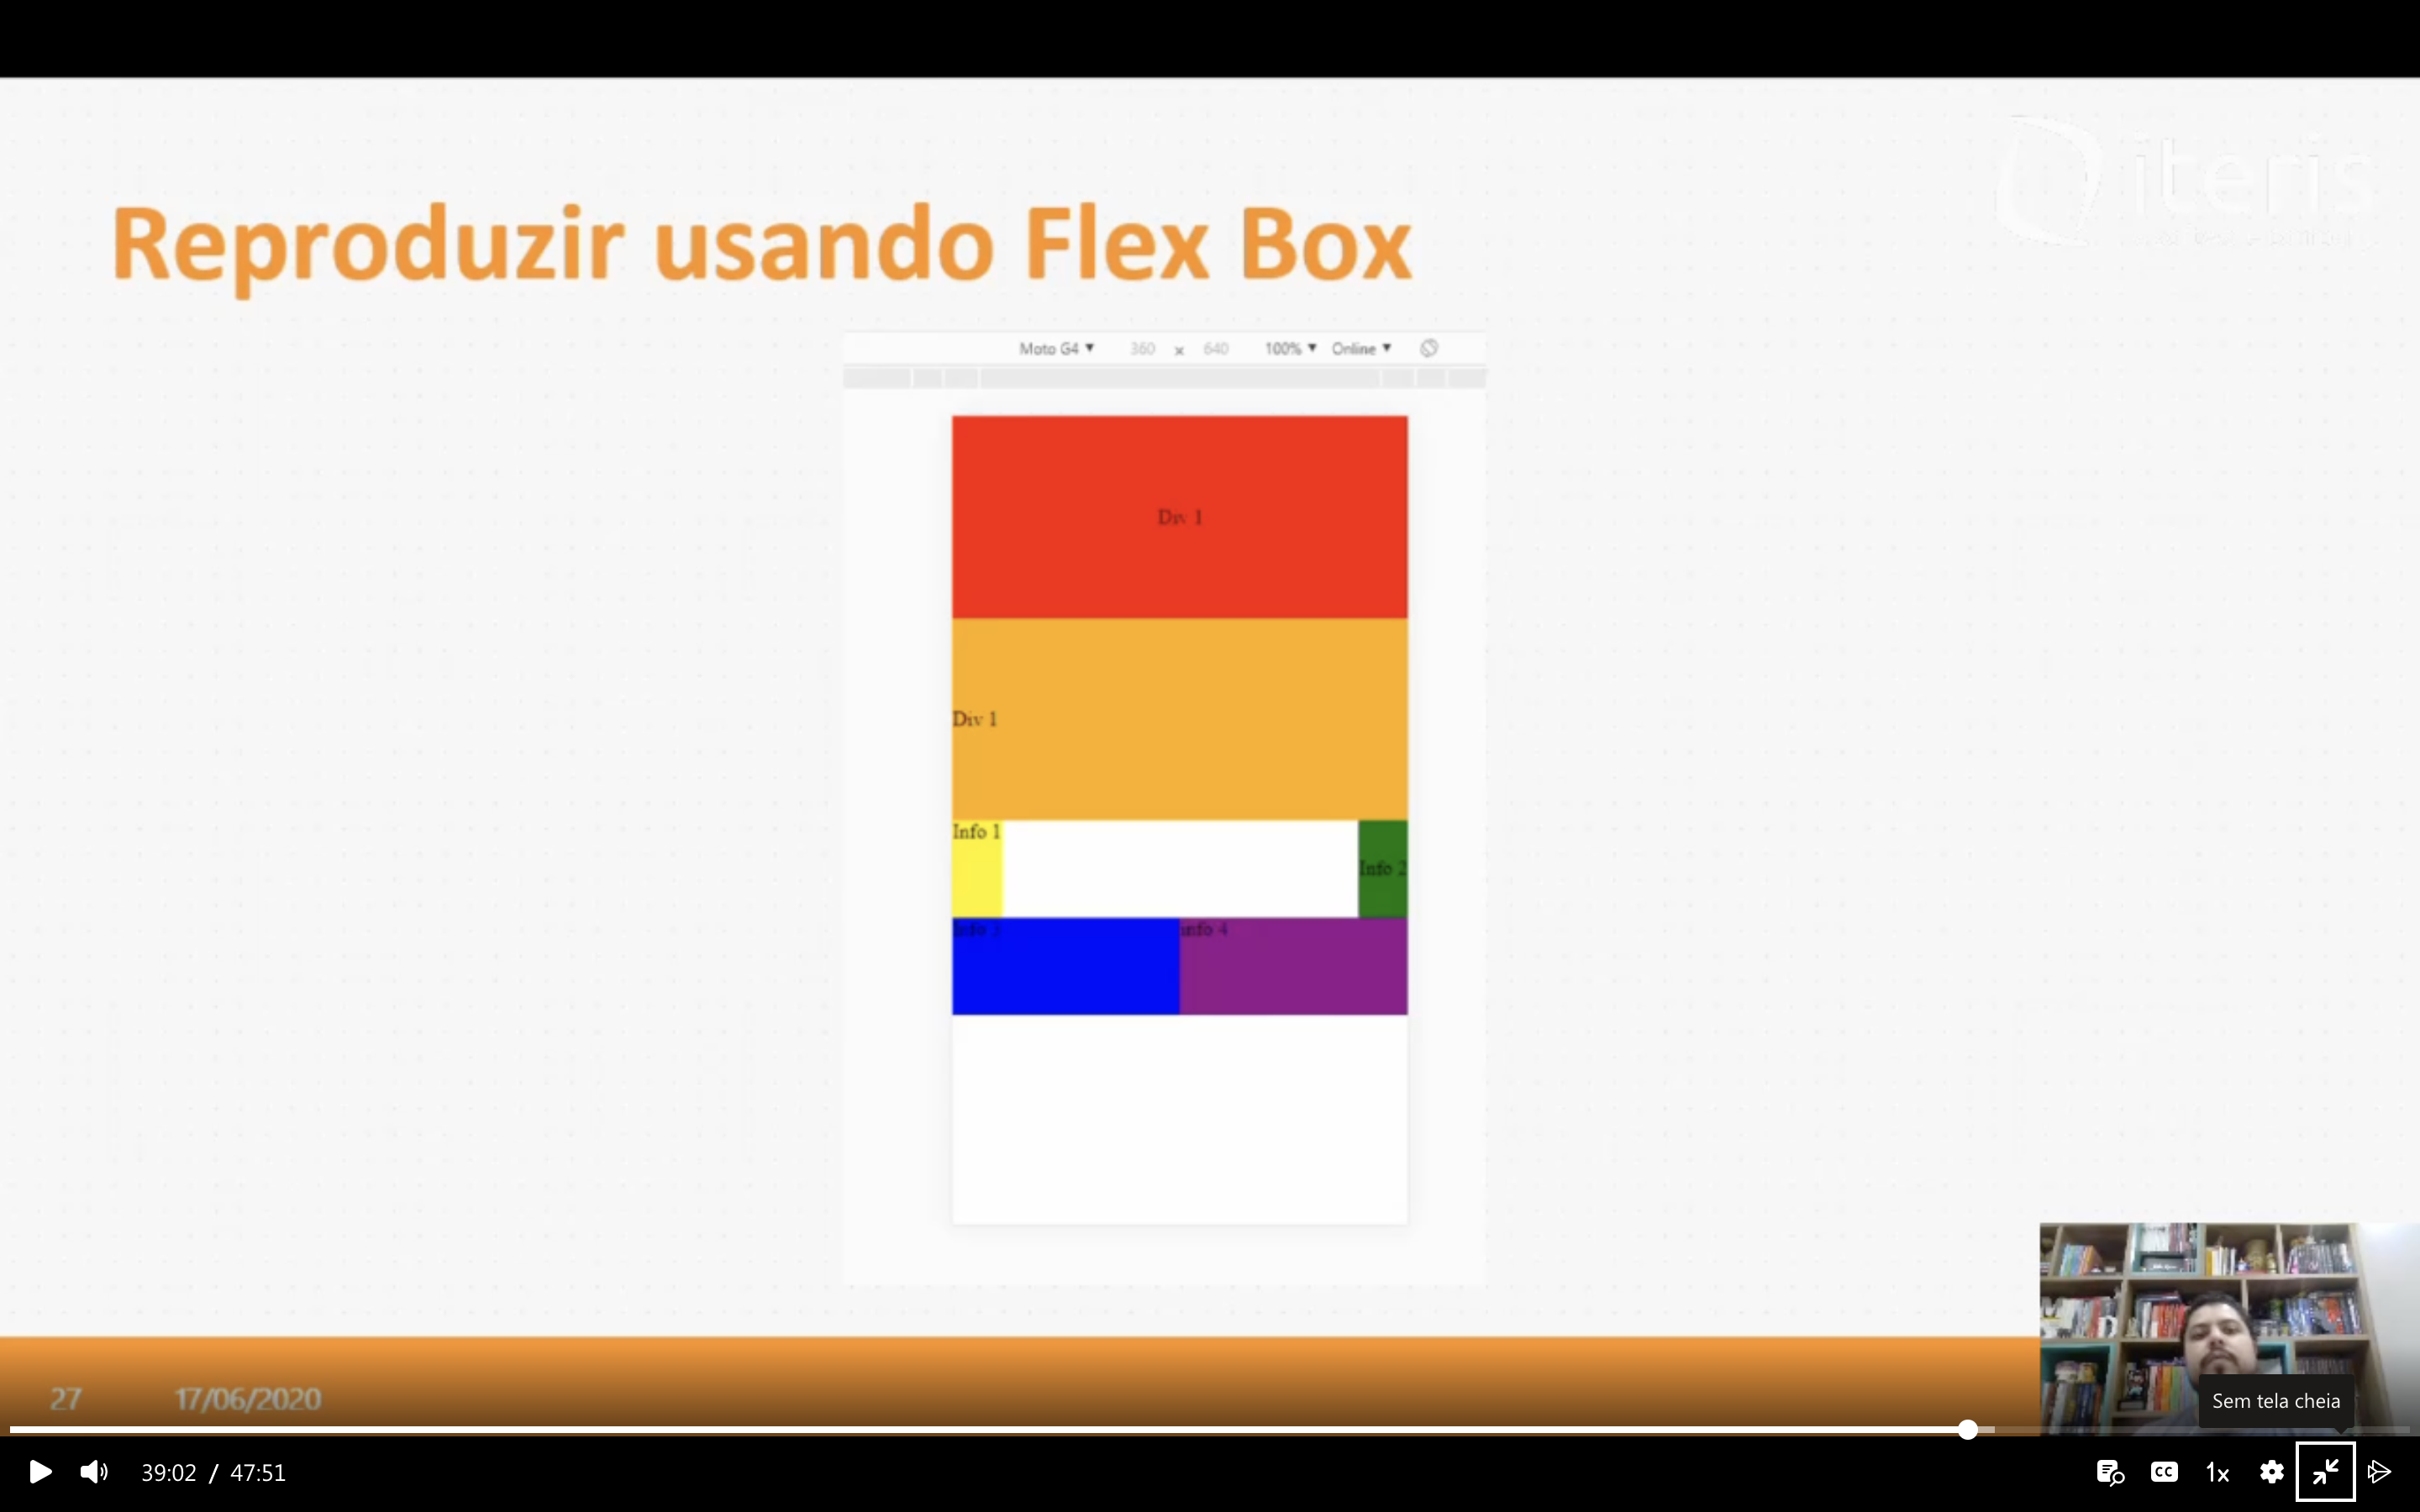 iteris
Reproduzir usando Flex Box
Moto G4 ▼ 360 x 640 100% ▼ Online ▼
Div 1
Div 1
Info 1
Info 2
Info 3
info 4
27 17/06/2020
Sem tela cheia
39:02 / 47:51
CC 1x